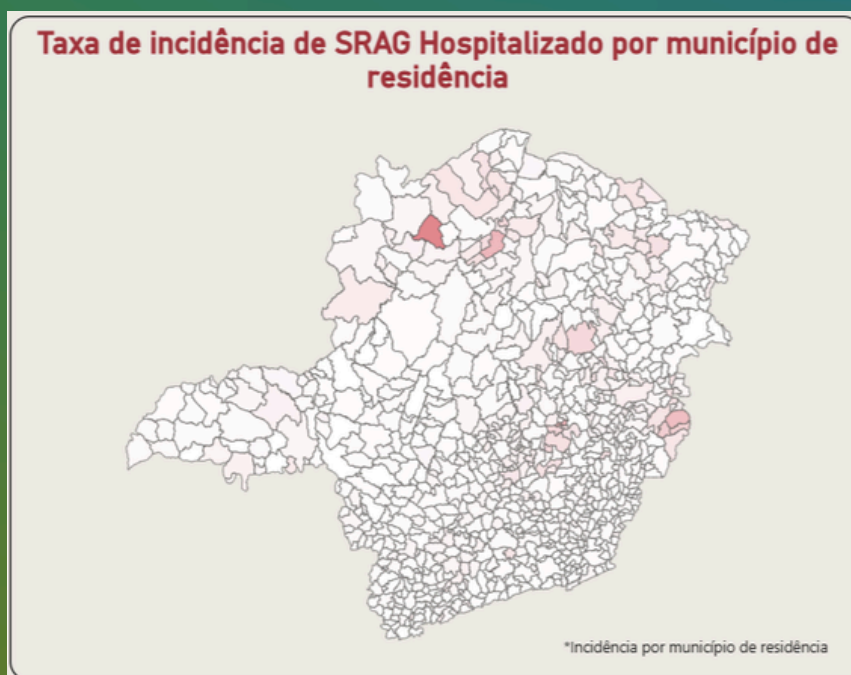 Taxa de incidência de SRAG Hospitalizado por município de
residência
*Incidência por município de residência